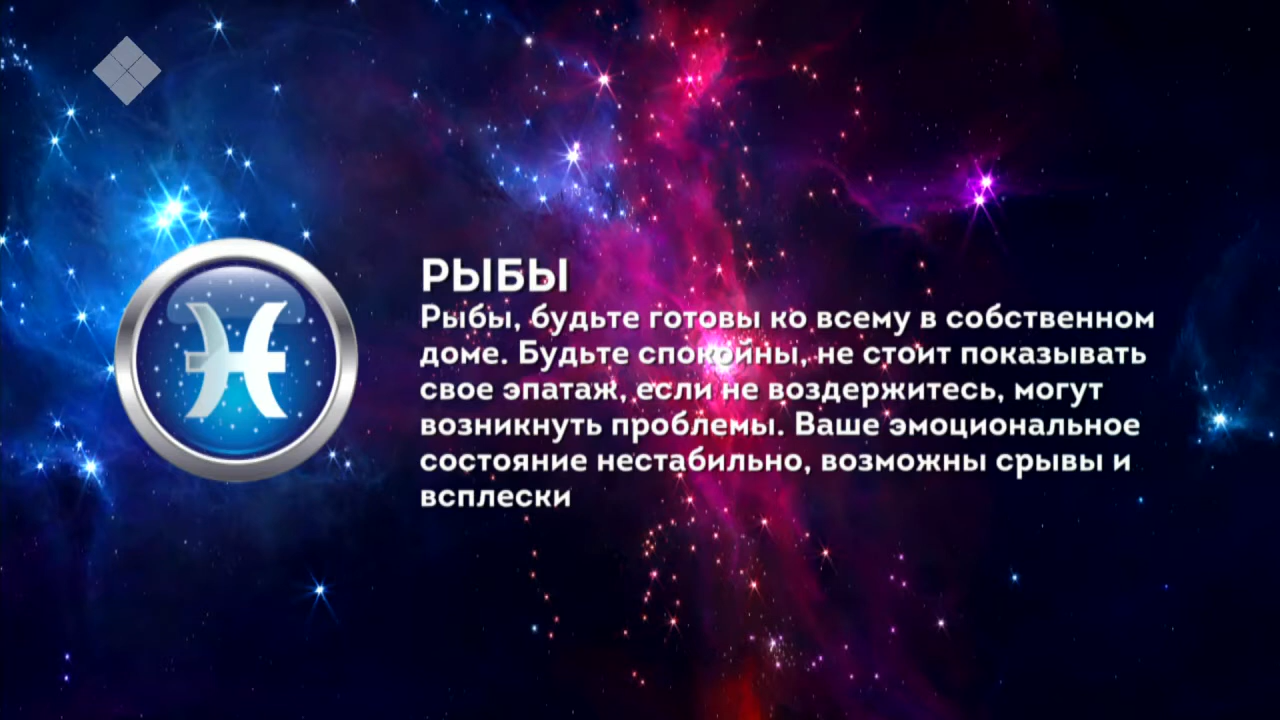 РЫБЫ
Рыбы, будьте готовы ко всему в собственном
доме. Будьте спокойны, не стоит показывать
свое эпатаж, если не воздержитесь, могут
возникнуть проблемы. Ваше эмоциональное
состояние нестабильно, возможны срывы и
всплески